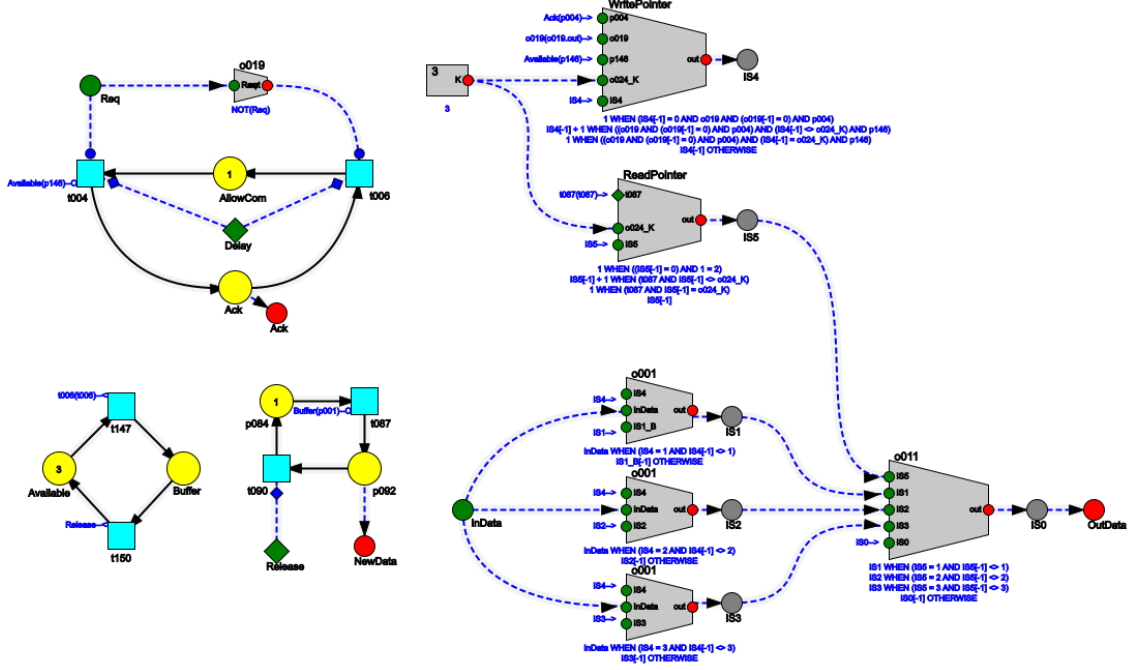 WritePointer
Ack(p004)
p004
o019(o019.out)
o019
Available(p146)
p146
out
IS4
o024_K
IS4
IS4
1 WHEN (IS4[-1] = 0 AND o019 AND (o019[-1] = 0) AND p004)
IS4[-1] + 1 WHEN ((o019 AND (o019[-1] = 0) AND p004) AND (IS4[-1] <> o024_K) AND p146)
1 WHEN ((o019 AND (o019[-1] = 0) AND p004) AND (IS4[-1] = o024_K) AND p146)
IS4[-1] OTHERWISE
3
K
3
o019
Req
NOT(Req)
Available(p146)
t004
1
AllowCom
t006
Delay
Ack
Ack
ReadPointer
t087(t087)
t087
o024_K
out
IS5
IS5
IS5
1 WHEN ((IS5[-1] = 0) AND 1 = 2)
IS5[-1] + 1 WHEN (t087 AND IS5[-1] <> o024_K)
1 WHEN (t087 AND IS5[-1] = o024_K)
IS5[-1]
t006(t006)
t147
3
Available
Buffer
Release
t150
1
p084
Buffer(p001)
t087
t090
p092
Release
NewData
InData
o001
IS4
IS4
InData
out
IS1
IS1
IS1_B
InData WHEN (IS4 = 1 AND IS4[-1] <> 1)
IS1_B[-1] OTHERWISE
o001
IS4
IS4
InData
out
IS2
IS2
IS2
InData WHEN (IS4 = 2 AND IS4[-1] <> 2)
IS2[-1] OTHERWISE
o001
IS4
IS4
InData
out
IS3
IS3
IS3
InData WHEN (IS4 = 3 AND IS4[-1] <> 3)
IS3[-1] OTHERWISE
o011
IS5
IS1
IS2
IS3
IS0
IS0
out
IS0
OutData
IS1 WHEN (IS5 = 1 AND IS5[-1] <> 1)
IS2 WHEN (IS5 = 2 AND IS5[-1] <> 2)
IS3 WHEN (IS5 = 3 AND IS5[-1] <> 3)
IS0[-1] OTHERWISE